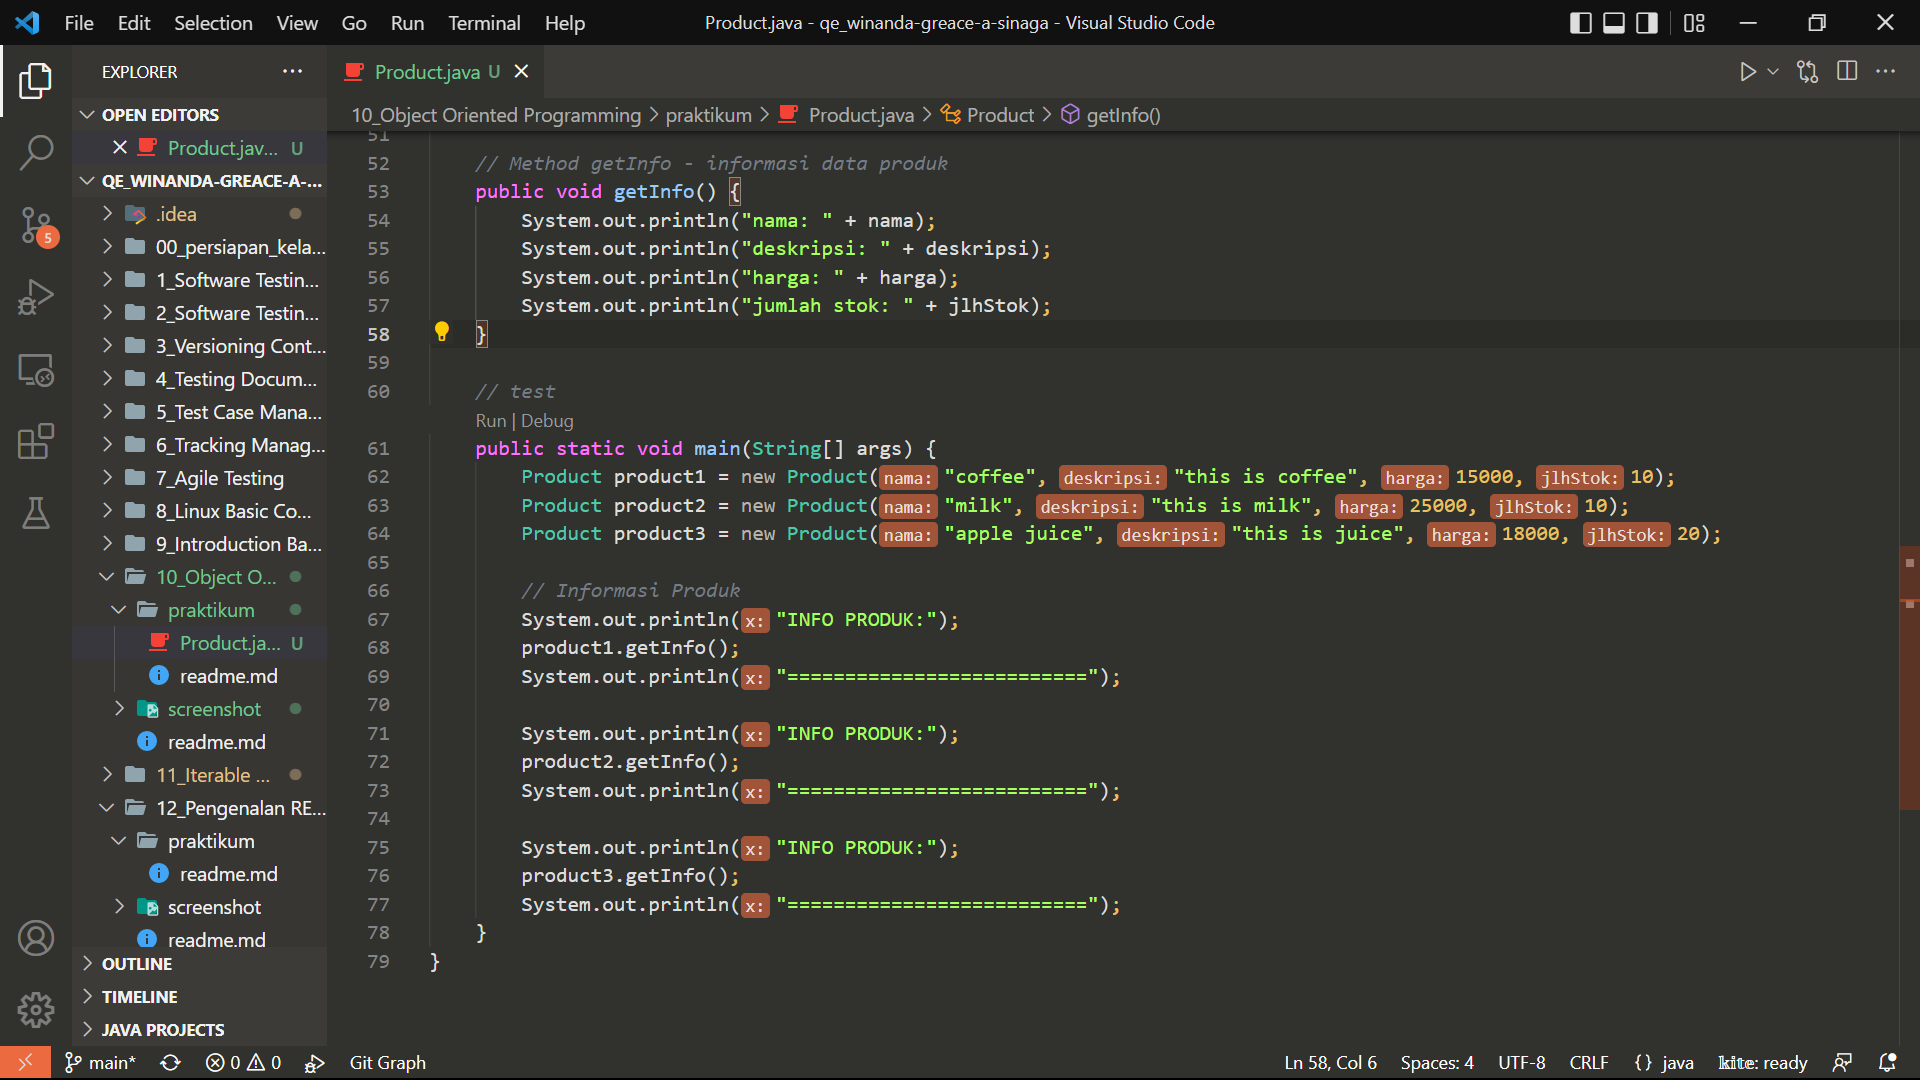 File Edit Selection View Go Run Terminal Help
Product.java - qe_winanda-greace-a-sinaga - Visual Studio Code
EXPLORER
Product.java U
10_Object Oriented Programming > praktikum > Product.java > Product > getInfo()
OPEN EDITORS
Product.jav... U
QE_WINANDA-GREACE-A-...
.idea
00_persiapan_kela...
1_Software Testin...
2_Software Testin...
3_Versioning Cont...
4_Testing Docum...
5_Test Case Mana...
6_Tracking Manag...
7_Agile Testing
8_Linux Basic Co...
9_Introduction Ba...
10_Object O...
praktikum
Product.ja... U
readme.md
screenshot
readme.md
11_Iterable ...
12_Pengenalan RE...
praktikum
readme.md
screenshot
readme.md
OUTLINE
TIMELINE
JAVA PROJECTS
5
51
52 // Method getInfo - informasi data produk
53 public void getInfo() {
54 System.out.println("nama: " + nama);
55 System.out.println("deskripsi: " + deskripsi);
56 System.out.println("harga: " + harga);
57 System.out.println("jumlah stok: " + jlhStok);
58 }
59
60 // test
Run | Debug
61 public static void main(String[] args) {
62 Product product1 = new Product(nama: "coffee", deskripsi: "this is coffee", harga: 15000, jlhStok: 10);
63 Product product2 = new Product(nama: "milk", deskripsi: "this is milk", harga: 25000, jlhStok: 10);
64 Product product3 = new Product(nama: "apple juice", deskripsi: "this is juice", harga: 18000, jlhStok: 20);
65
66 // Informasi Produk
67 System.out.println(x: "INFO PRODUK:");
68 product1.getInfo();
69 System.out.println(x: "==========================");
70
71 System.out.println(x: "INFO PRODUK:");
72 product2.getInfo();
73 System.out.println(x: "==========================");
74
75 System.out.println(x: "INFO PRODUK:");
76 product3.getInfo();
77 System.out.println(x: "==========================");
78 }
79 }
main* 0 0 Git Graph
Ln 58, Col 6 Spaces: 4 UTF-8 CRLF {} java kite: ready